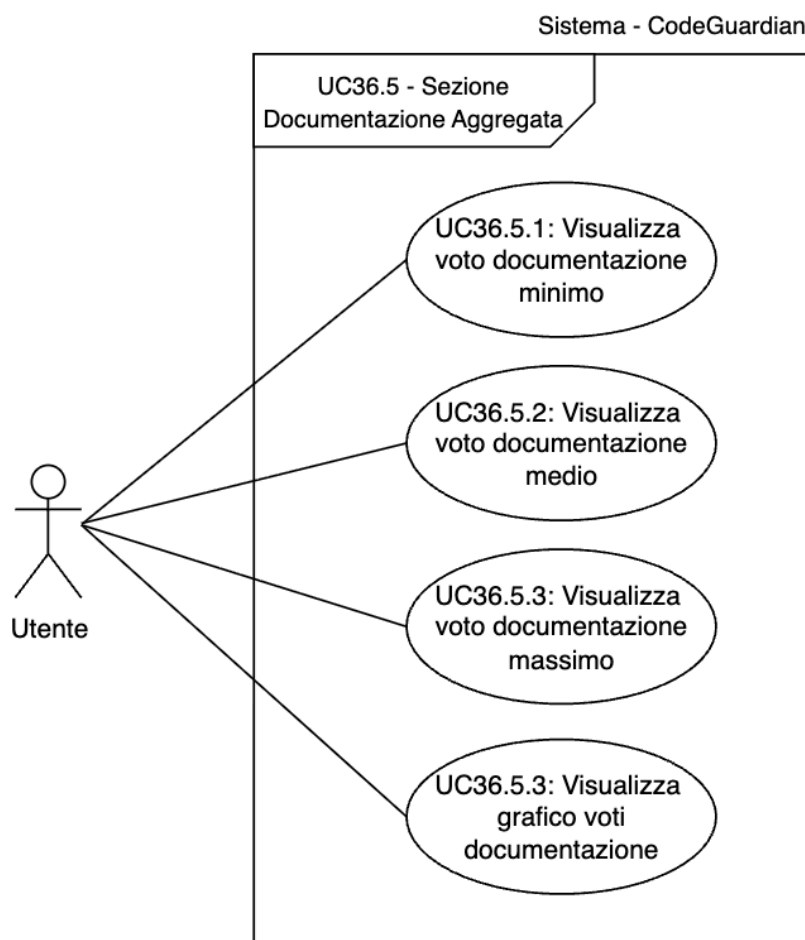 Sistema - CodeGuardian
UC36.5 - Sezione
Documentazione Aggregata
UC36.5.1: Visualizza
voto documentazione
minimo
UC36.5.2: Visualizza
voto documentazione
medio
Utente
UC36.5.3: Visualizza
voto documentazione
massimo
UC36.5.3: Visualizza
grafico voti
documentazione